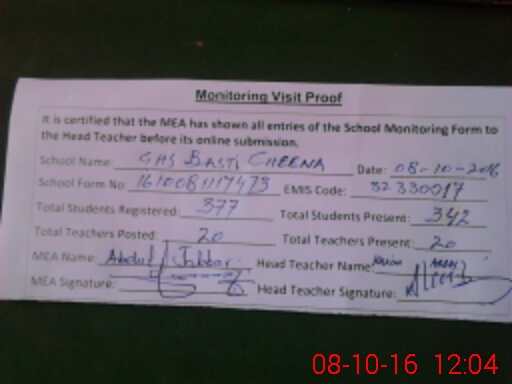 Monitoring Visit Proof
It is certified that the MEA has shown all entries of the School Monitoring Form to
the Head Teacher before its online submission.
School Name: GHS BASTI CHEENA Date: 08-10-2016
School Form No: 1610081117473 EMIS Code: 32330017
Total Students Registered: 377 Total Students Present: 342
Total Teachers Posted: 20 Total Teachers Present: 20
MEA Name: Abdul Jabbar Head Teacher Name:
MEA Signature: Head Teacher Signature:
08-10-16 12:04